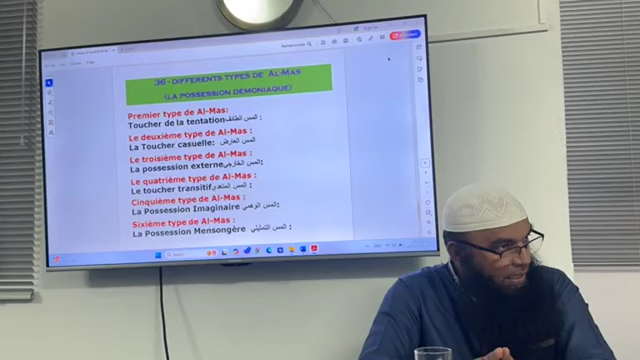 36 - DIFFERENTS TYPES DE AL-MAS
(LA POSSESSION DEMONIAQUE)
Premier type de Al-Mas:
Toucher de la tentation المس الطائف :
Le deuxième type de Al-Mas :
La Toucher casuelle: المس العارض
Le troisième type de Al-Mas :
La possession externe المس الخارجي:
Le quatrième type de Al-Mas :
Le toucher transitif المس المتعدي:
Cinquième type de Al-Mas :
La Possession Imaginaire المس الوهمي:
Sixième type de Al-Mas :
La Possession Mensongère المس التمثيلي :